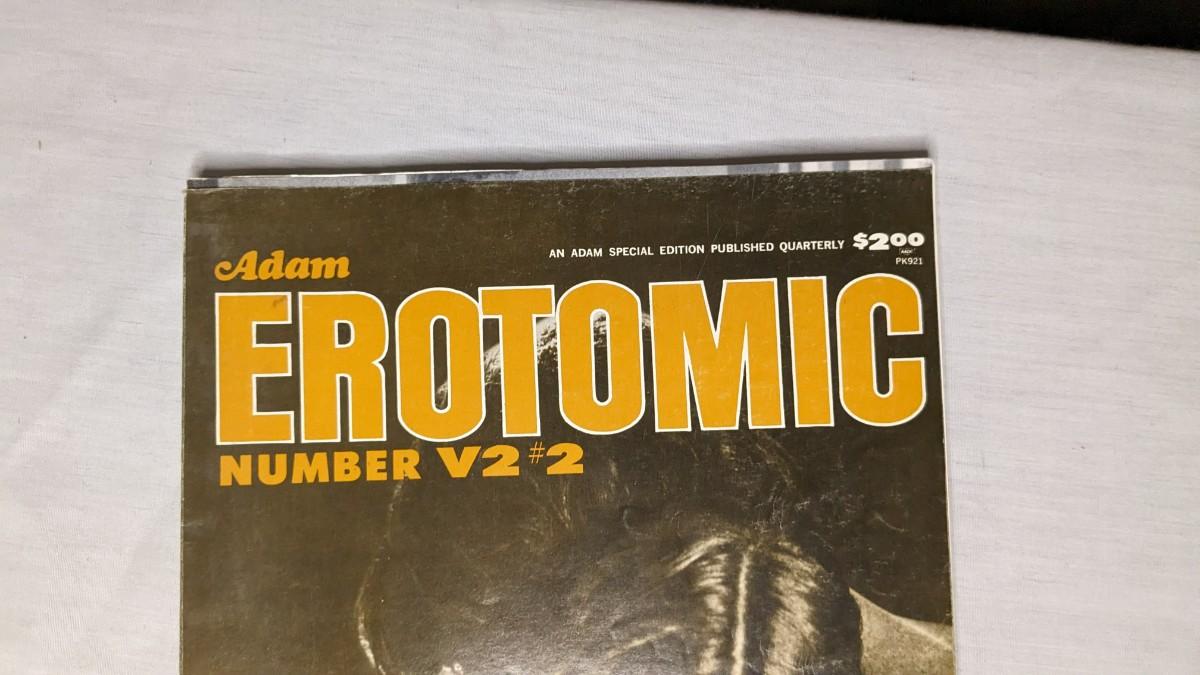 AN ADAM SPECIAL EDITION PUBLISHED QUARTERLY $2.00
PK921
Adam
EROTOMIC
NUMBER V2 #2